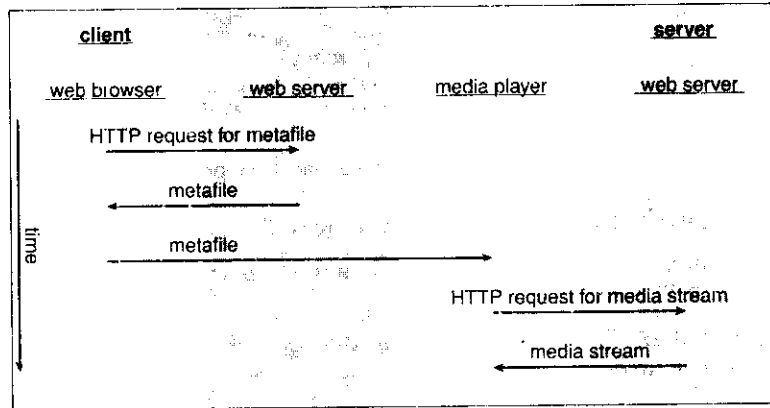 client server
web browser web server media player web server
HTTP request for metafile
metafile
metafile
time
HTTP request for media stream
media stream